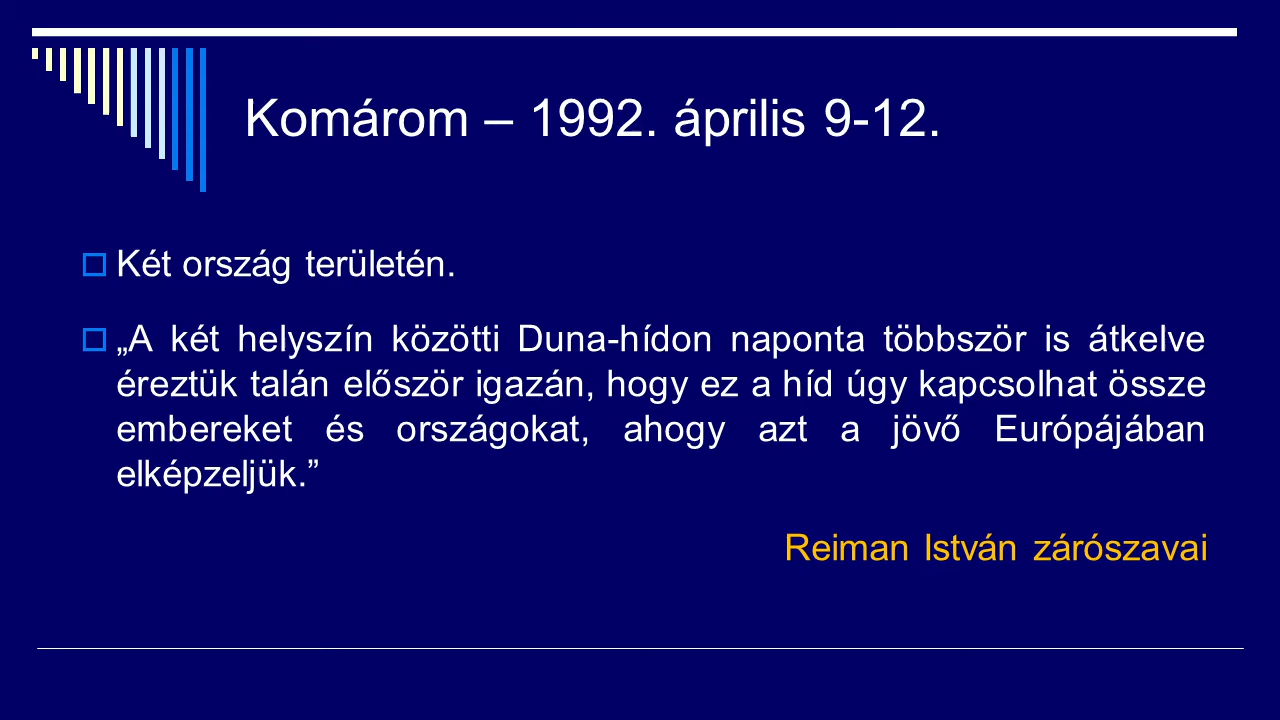 Komárom – 1992. április 9-12.
Két ország területén.
„A két helyszín közötti Duna-hídon naponta többször is átkelve
éreztük talán először igazán, hogy ez a híd úgy kapcsolhat össze
embereket és országokat, ahogy azt a jövő Európájában
elképzeljük.”
Reiman István zárószavai